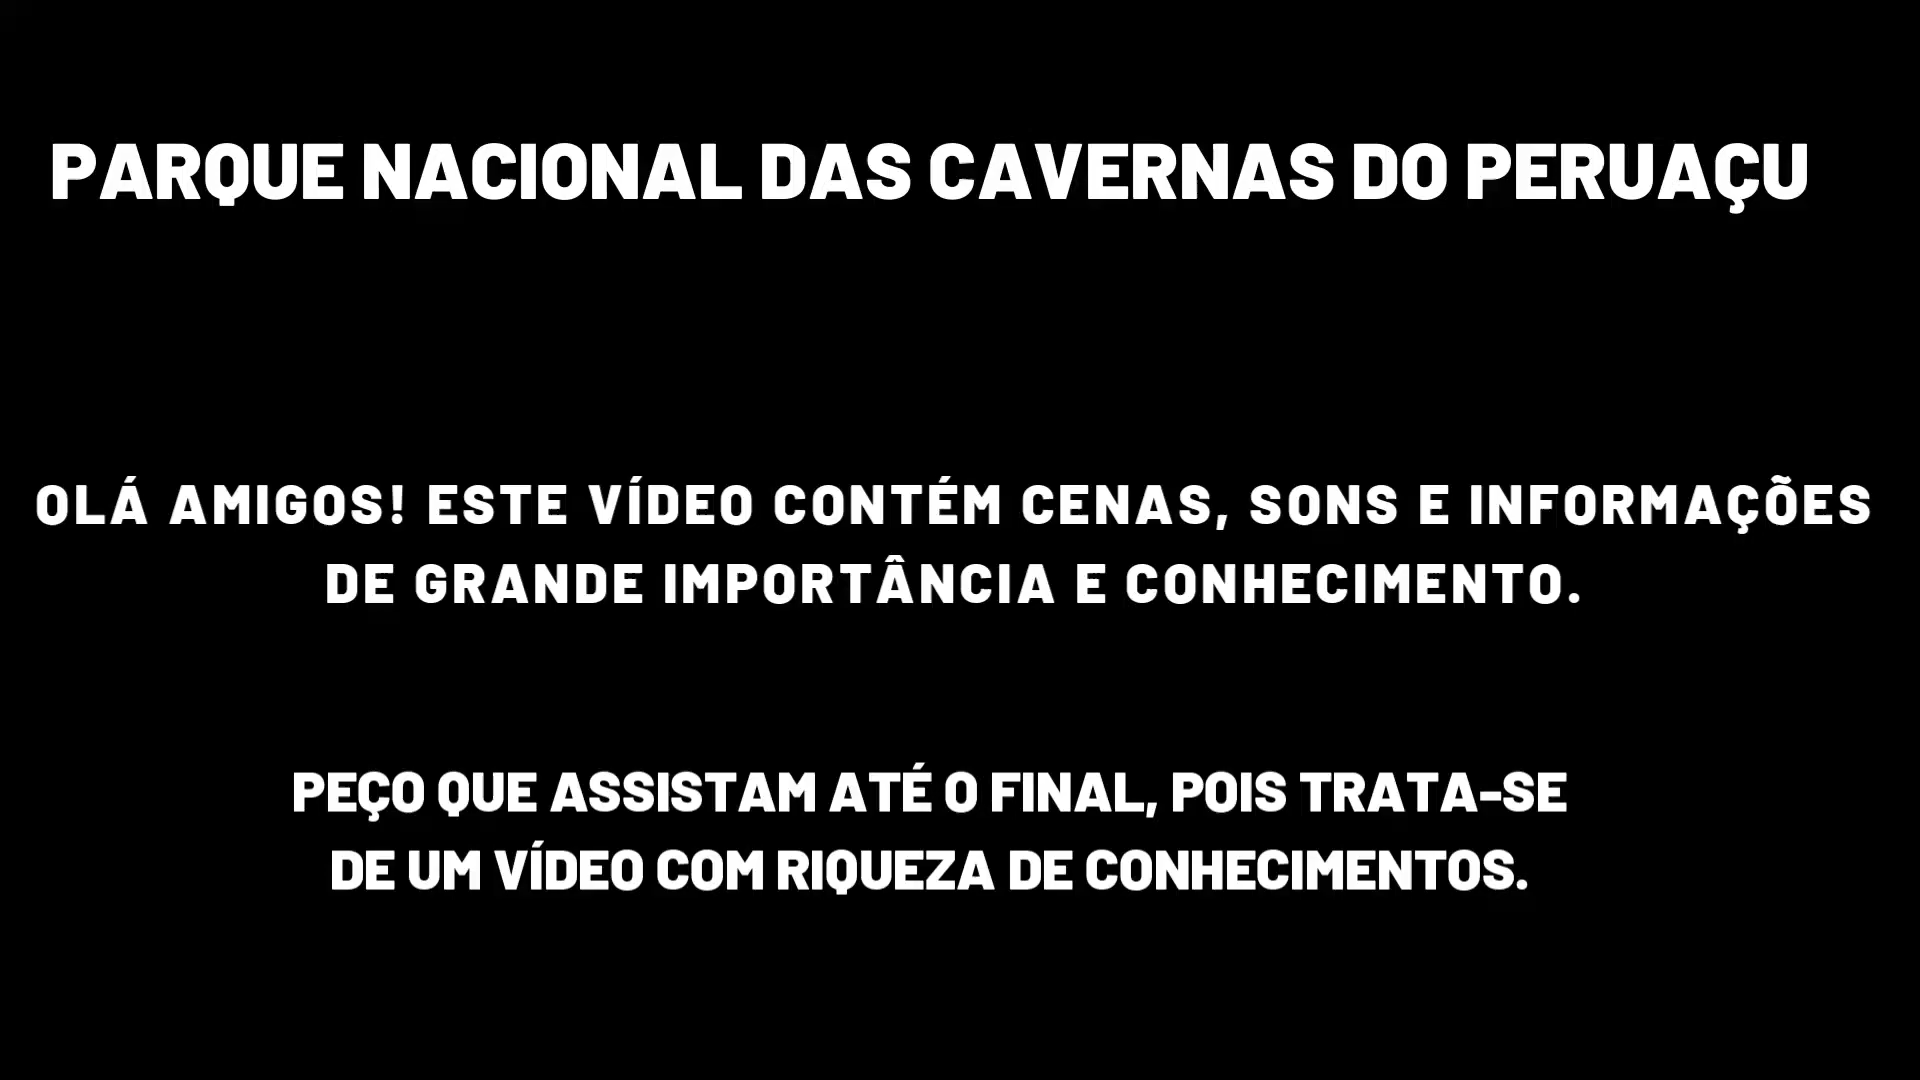 PARQUE NACIONAL DAS CAVERNAS DO PERUAÇU
OLÁ AMIGOS! ESTE VÍDEO CONTÉM CENAS, SONS E INFORMAÇÕES
DE GRANDE IMPORTÂNCIA E CONHECIMENTO.
PEÇO QUE ASSISTAM ATÉ O FINAL, POIS TRATA-SE
DE UM VÍDEO COM RIQUEZA DE CONHECIMENTOS.